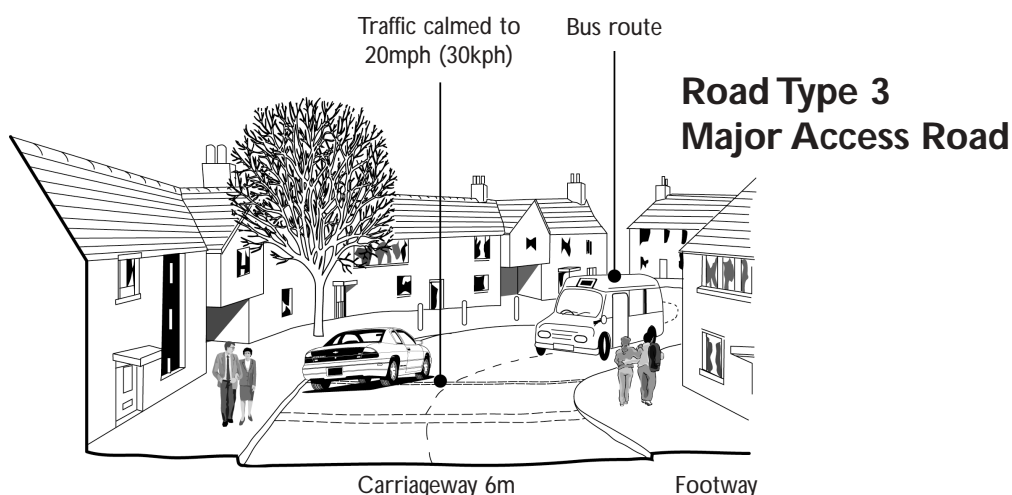 Traffic calmed to
20mph (30kph)
Bus route
Road Type 3
Major Access Road
Carriageway 6m
Footway